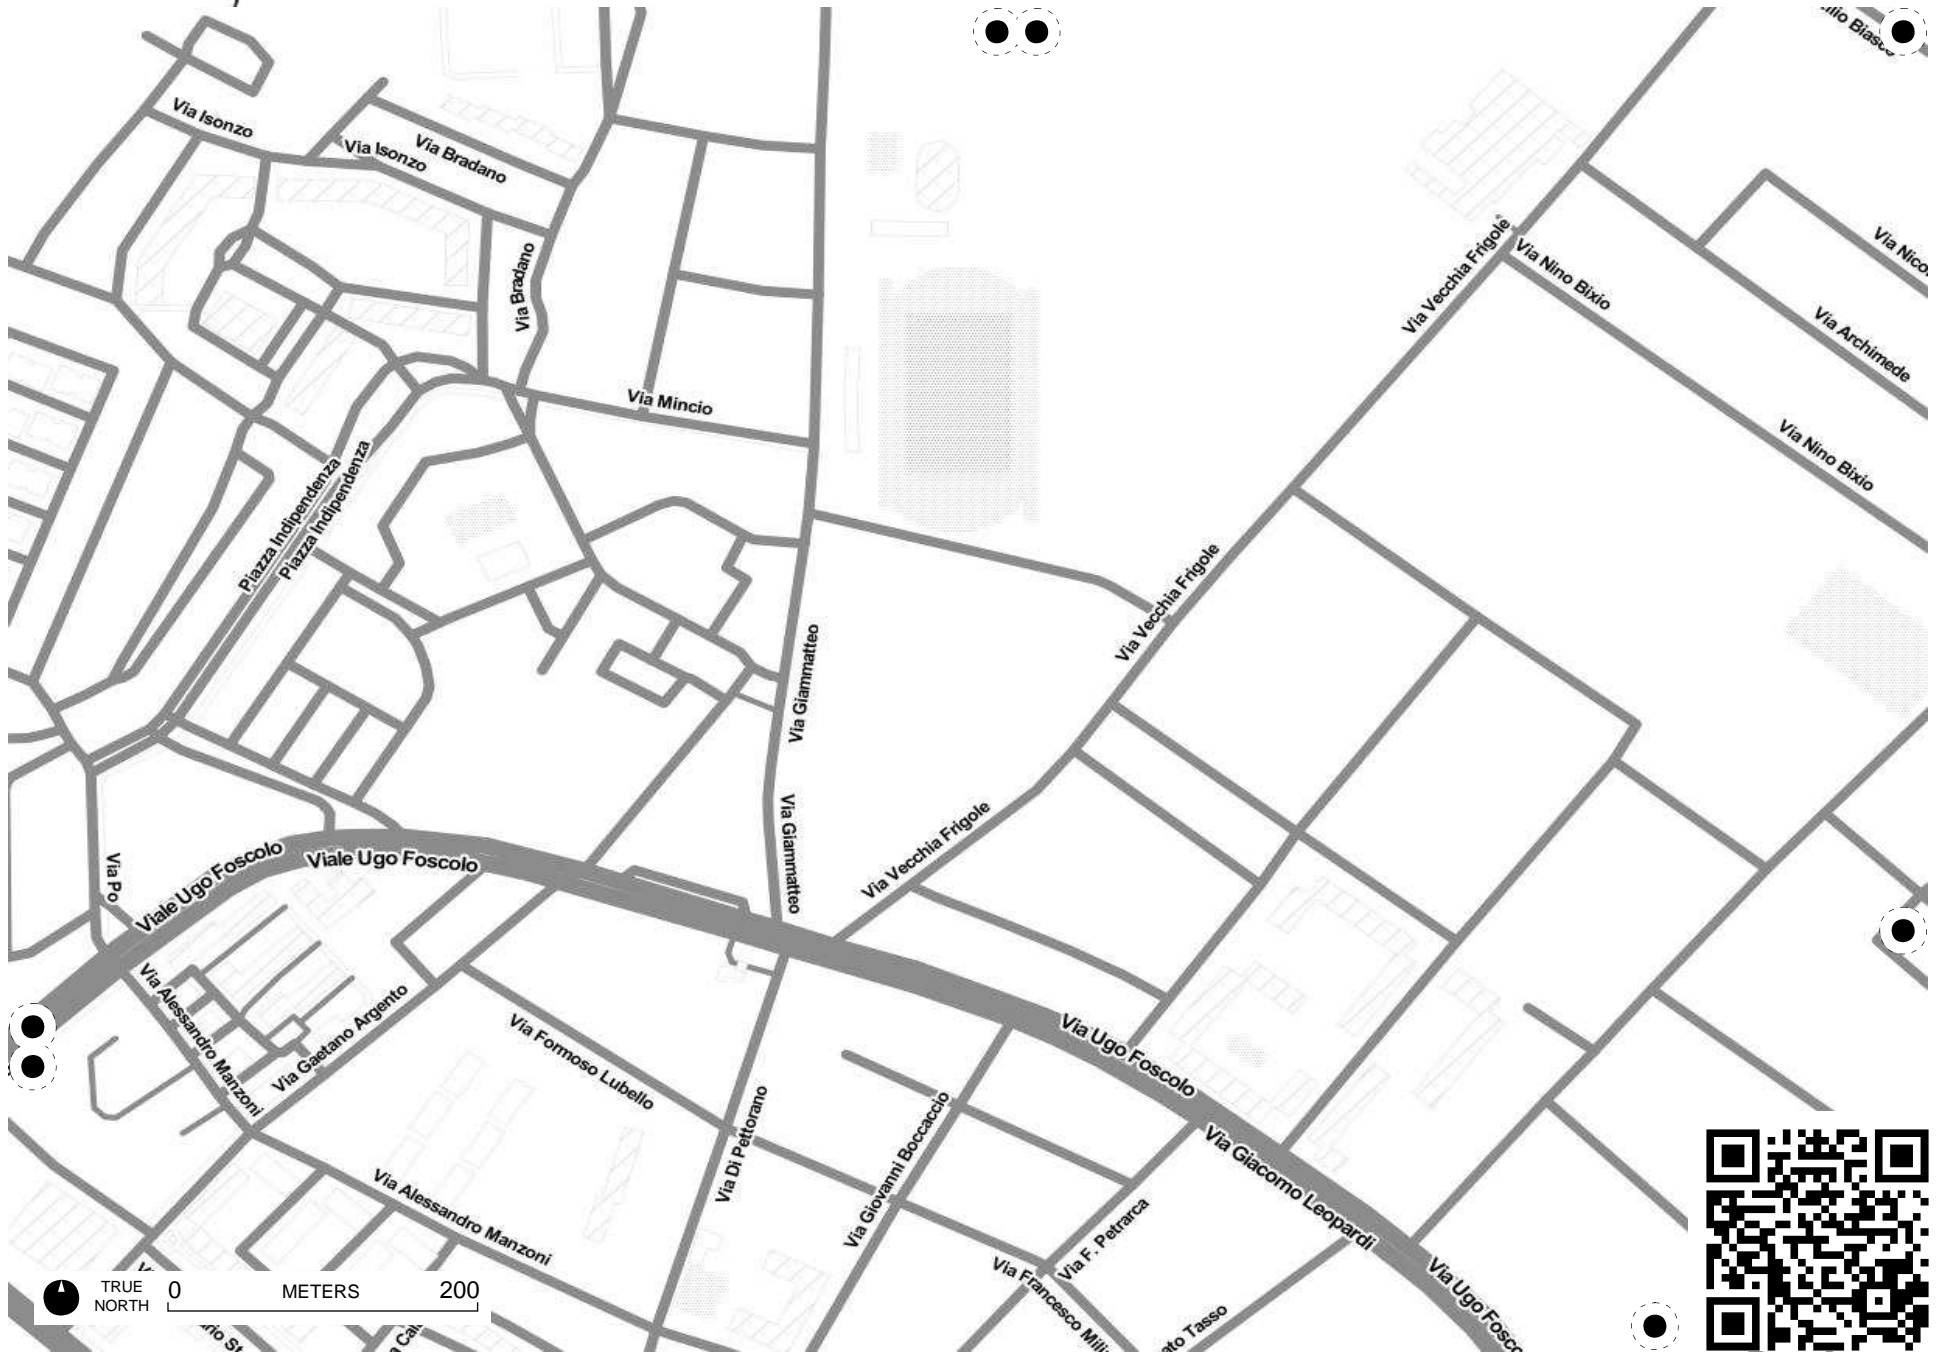 Via Isonzo
Via Isonzo
Via Bradano
Via Bradano
Via Mincio
Piazza Indipendenza
Piazza Indipendenza
Via Vecchia Frigole
Via Nino Bixio
Via Archimede
Via Nino Bixio
Via Vecchia Frigole
Via Giammatteo
Via Giammatteo
Via Vecchia Frigole
Via Po
Viale Ugo Foscolo
Viale Ugo Foscolo
Via Alessandro Manzoni
Via Gaetano Argento
Via Formoso Lubello
Via Di Pettorano
Via Giovanni Boccaccio
Via Ugo Foscolo
Via Giacomo Leopardi
Via Alessandro Manzoni
Via F. Petrarca
Via Francesco
Via Ugo
Tasso
TRUE
NORTH
0 METERS 200